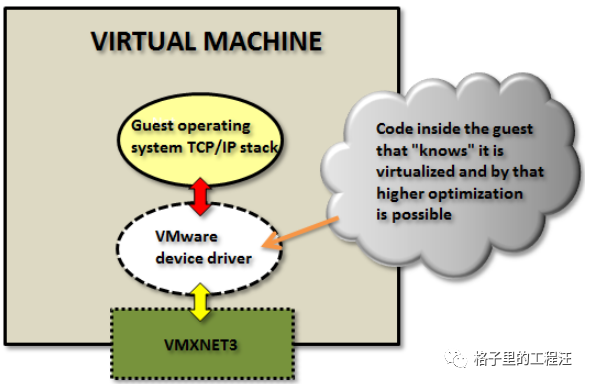 VIRTUAL MACHINE
Guest operating
system TCP/IP stack
Code inside the guest
that "knows" it is
virtualized and by that
higher optimization
is possible
VMware
device driver
VMXNET3
格子里的工程汪